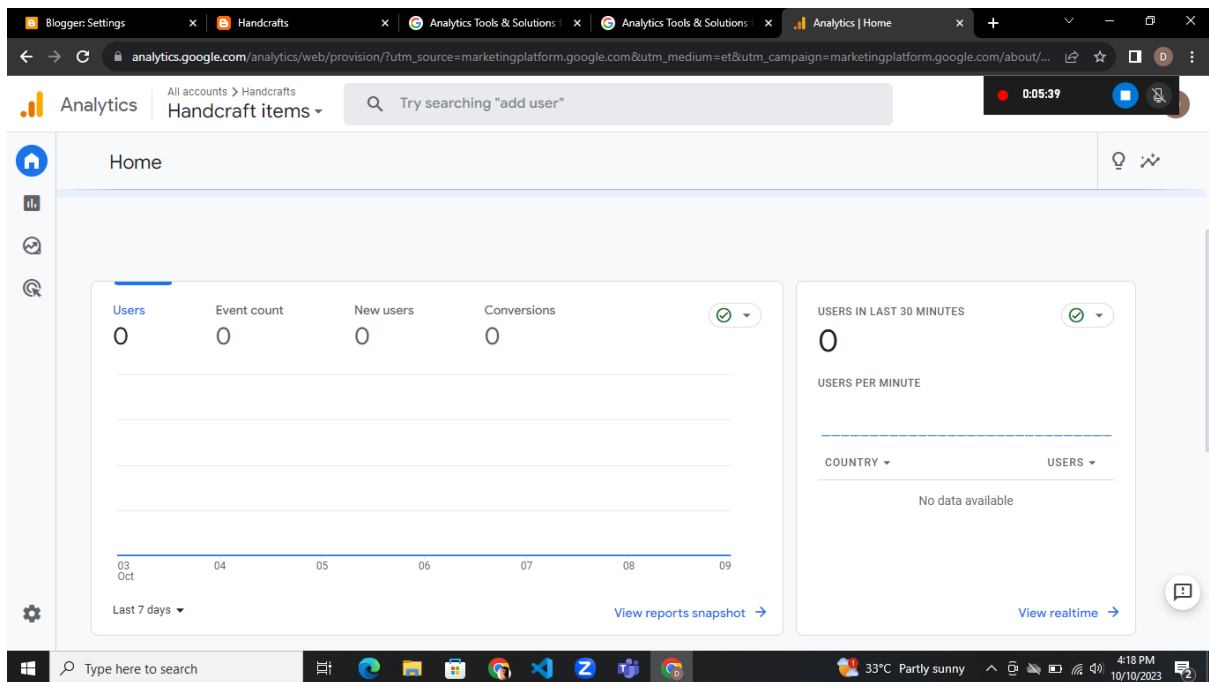 Blogger: Settings
Handcrafts
Analytics Tools & Solutions f
Analytics Tools & Solutions f
Analytics | Home
analytics.google.com/analytics/web/provision/?utm_source=marketingplatform.google.com&utm_medium=et&utm_campaign=marketingplatform.google.com/about/...
D
Analytics
All accounts > Handcrafts
Handcraft items
Try searching "add user"
0:05:39
Home
Users
Event count
New users
Conversions
0
0
0
0
03
Oct
04
05
06
07
08
09
Last 7 days
View reports snapshot
USERS IN LAST 30 MINUTES
0
USERS PER MINUTE
COUNTRY
USERS
No data available
View realtime
Type here to search
33°C Partly sunny
4:18 PM
10/10/2023
2